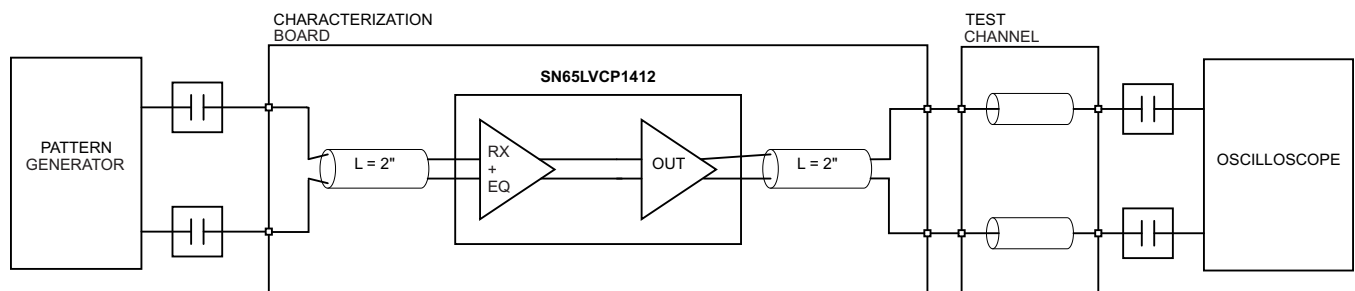 CHARACTERIZATION
BOARD
TEST
CHANNEL
SN65LVCP1412
PATTERN
GENERATOR
L = 2"
RX
+
EQ
OUT
L = 2"
OSCILLOSCOPE